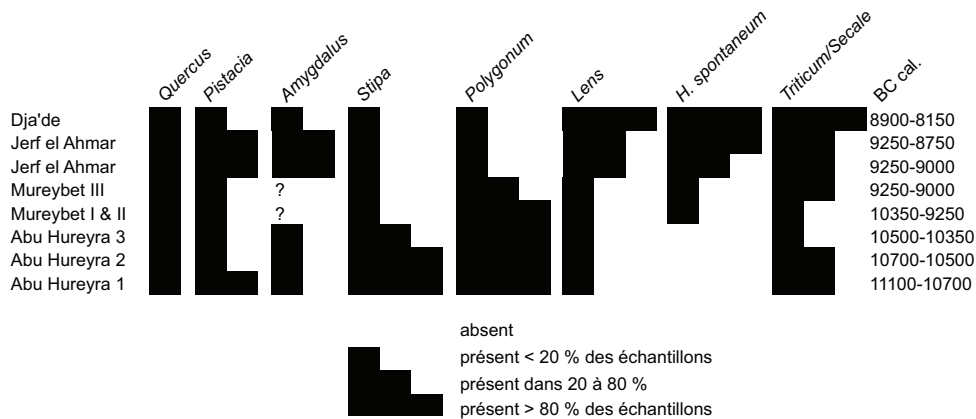 Quercus Pistacia Amygdalus Stipa Polygonum Lens H. spontaneum Triticum/Secale BC cal.
Dja'de 8900-8150
Jerf el Ahmar 9250-8750
Jerf el Ahmar 9250-9000
Mureybet III ? 9250-9000
Mureybet I & II ? 10350-9250
Abu Hureyra 3 10500-10350
Abu Hureyra 2 10700-10500
Abu Hureyra 1 11100-10700
absent
présent < 20 % des échantillons
présent dans 20 à 80 %
présent > 80 % des échantillons